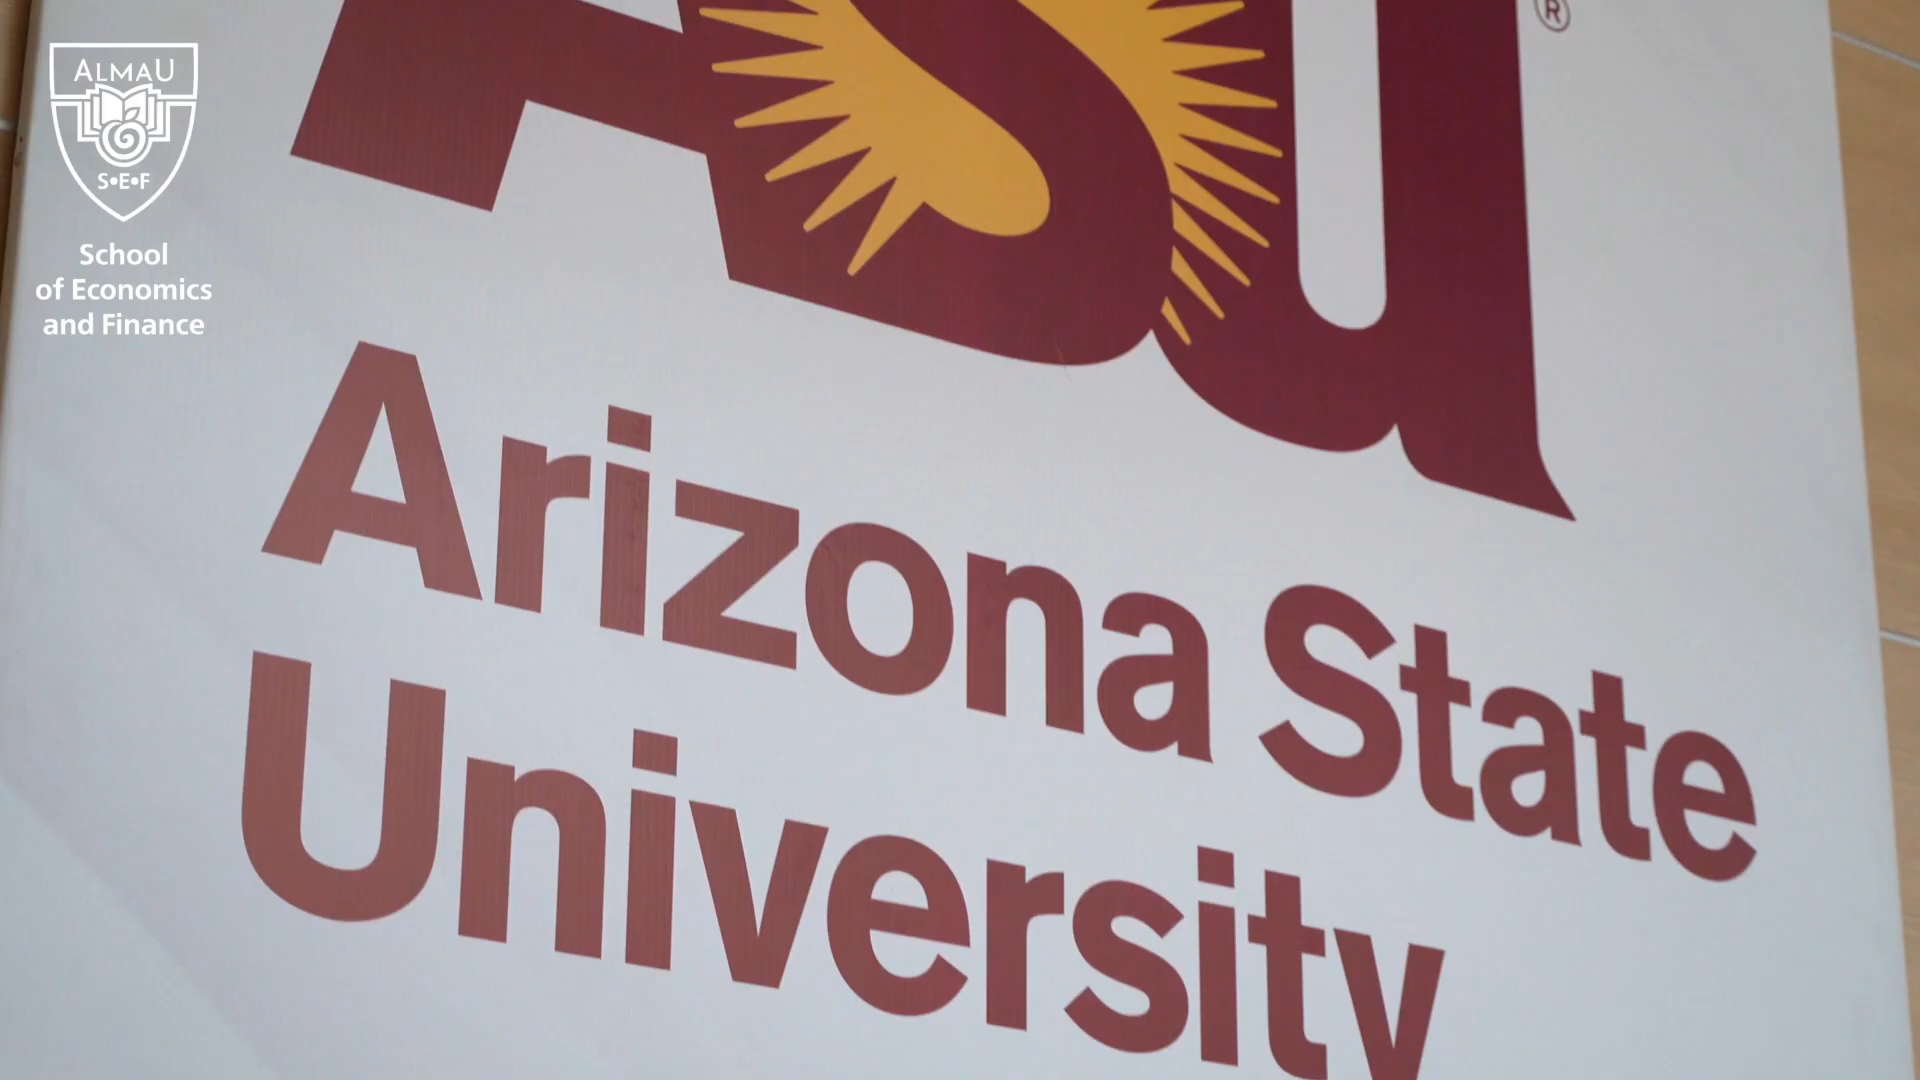 ALMAU
S•E•F
School
of Economics
and Finance
ASU
®
Arizona State
University